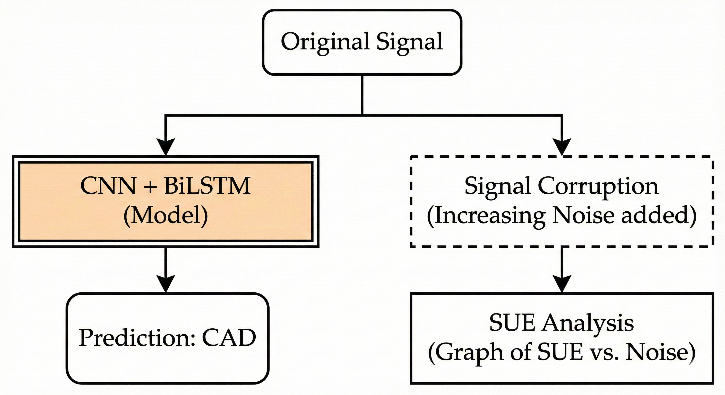 Original Signal
CNN + BiLSTM
(Model)
Signal Corruption
(Increasing Noise added)
Prediction: CAD
SUE Analysis
(Graph of SUE vs. Noise)